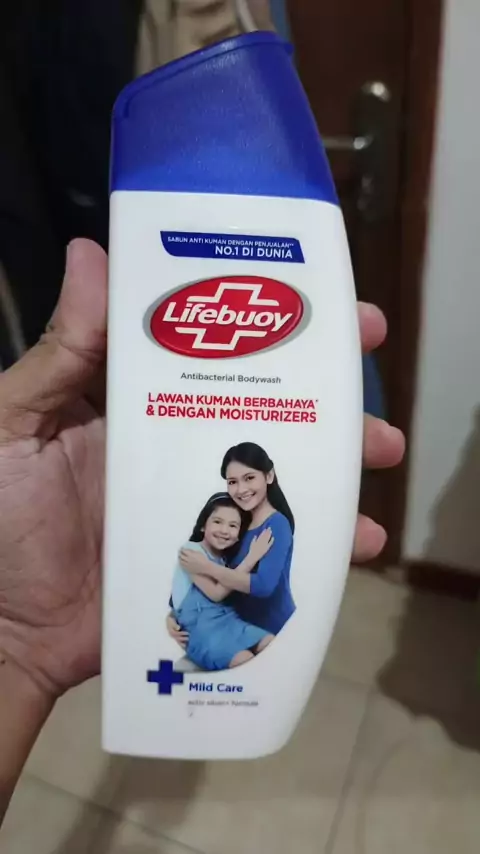 SABUN ANTI KUMAN DENGAN PENJUALAN**
NO.1 DI DUNIA
Lifebuoy
Antibacterial Bodywash
LAWAN KUMAN BERBAHAYA*
& DENGAN MOISTURIZERS
Mild Care